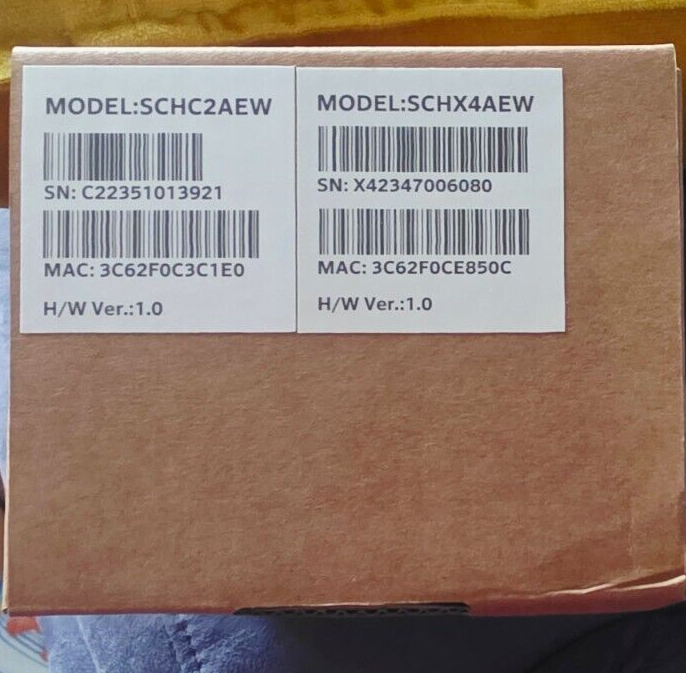 MODEL:SCHC2AEW
SN: C22351013921
MAC: 3C62F0C3C1E0
H/W Ver.:1.0
MODEL:SCHX4AEW
SN: X42347006080
MAC: 3C62F0CE850C
H/W Ver.:1.0